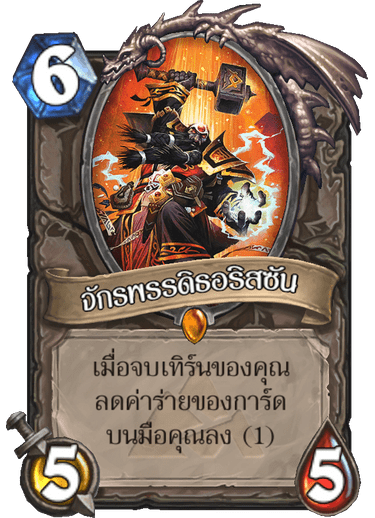 6
จักรพรรดิธอริสซัน
เมื่อจบเทิร์นของคุณ
ลดค่าร่ายของการ์ด
บนมือคุณลง (1)
5
5